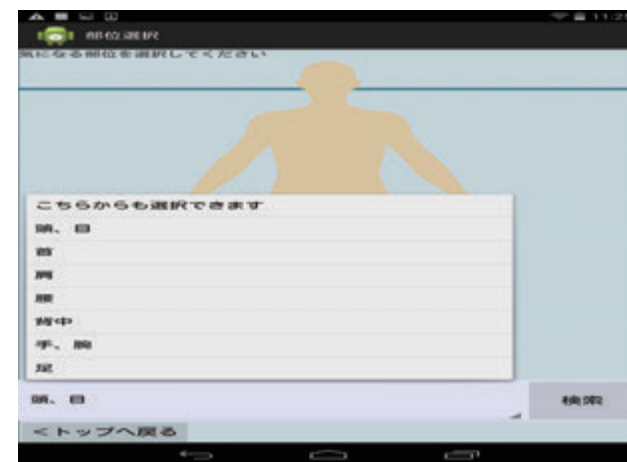 11:25
部位選択
気になる部位を選択してください
こちらからも選択できます
頭、目
首
肩
腰
背中
手、腕
足
頭、目
検索
<トップへ戻る